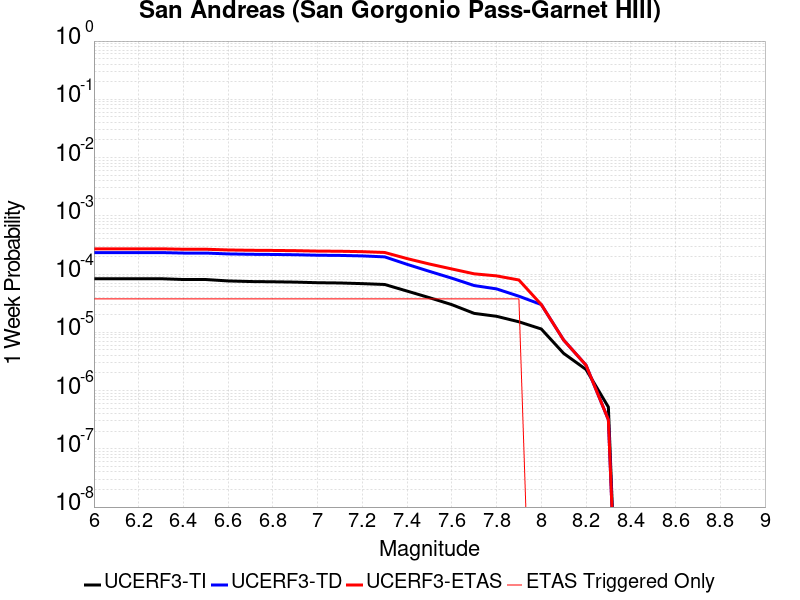 San Andreas (San Gorgonio Pass-Garnet HIll)
1 Week Probability
10^0
10^-1
10^-2
10^-3
10^-4
10^-5
10^-6
10^-7
10^-8
6 6.2 6.4 6.6 6.8 7 7.2 7.4 7.6 7.8 8 8.2 8.4 8.6 8.8 9
Magnitude
UCERF3-TI UCERF3-TD UCERF3-ETAS ETAS Triggered Only